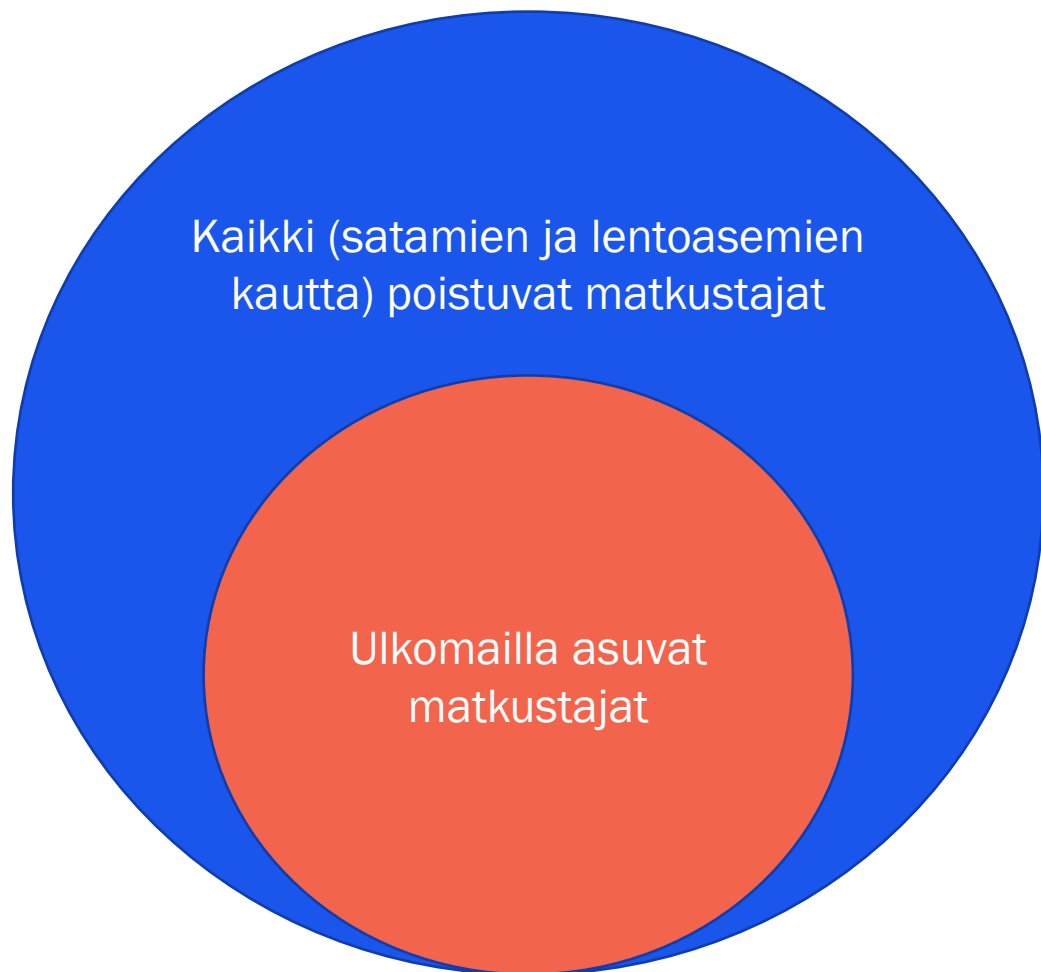 Kaikki (satamien ja lentoasemien
kautta) poistuvat matkustajat
Ulkomailla asuvat
matkustajat